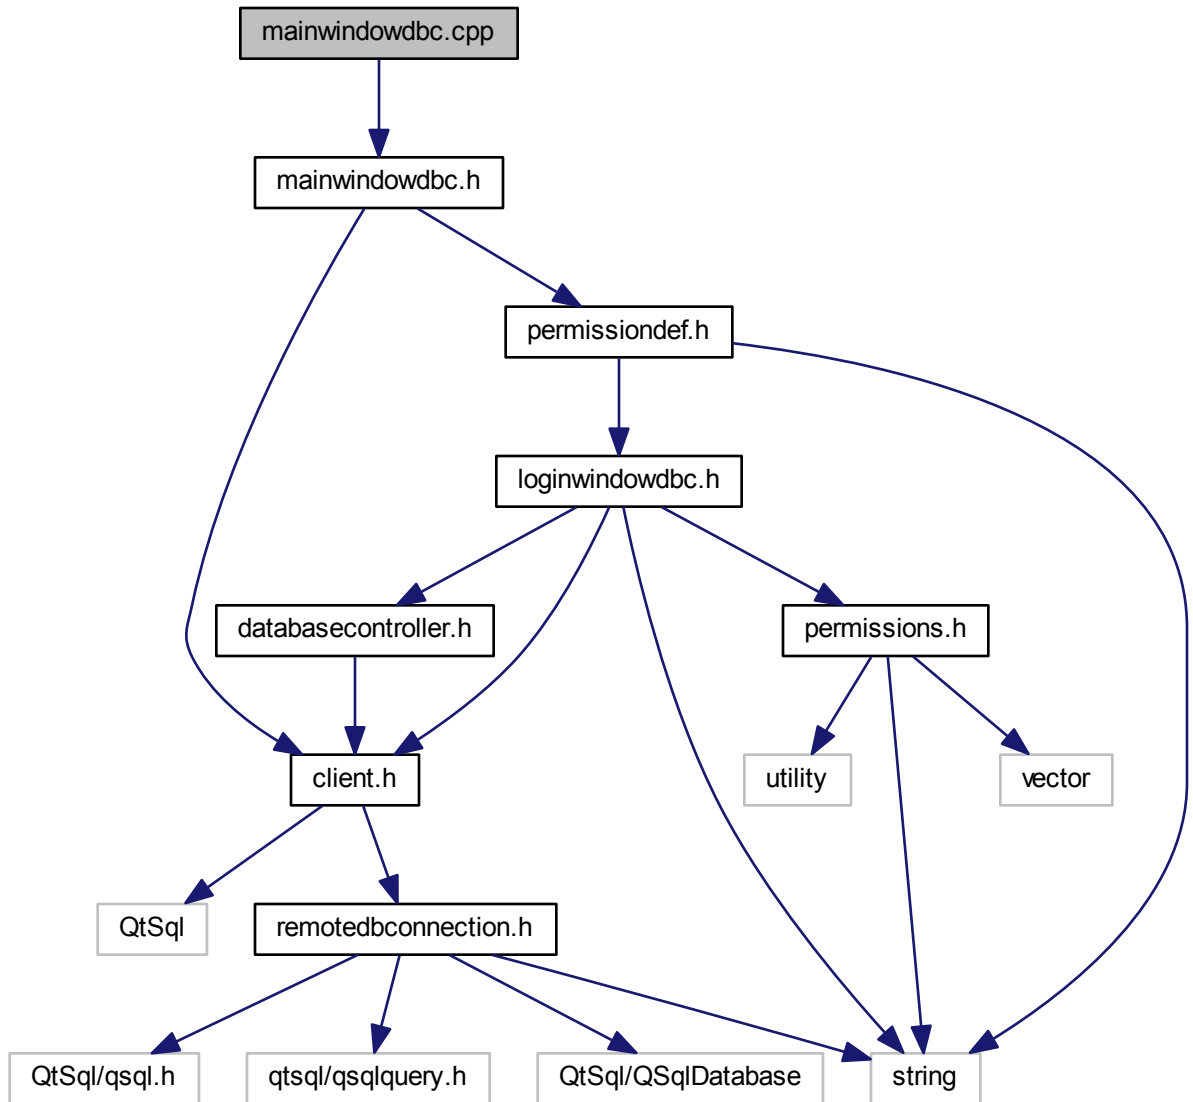 mainwindowdbc.cpp
mainwindowdbc.h
permissiondef.h
loginwindowdbc.h
databasecontroller.h
permissions.h
client.h
utility
vector
QtSql
remotedbconnection.h
QtSql/qsql.h
qtsql/qsqlquery.h
QtSql/QSqlDatabase
string